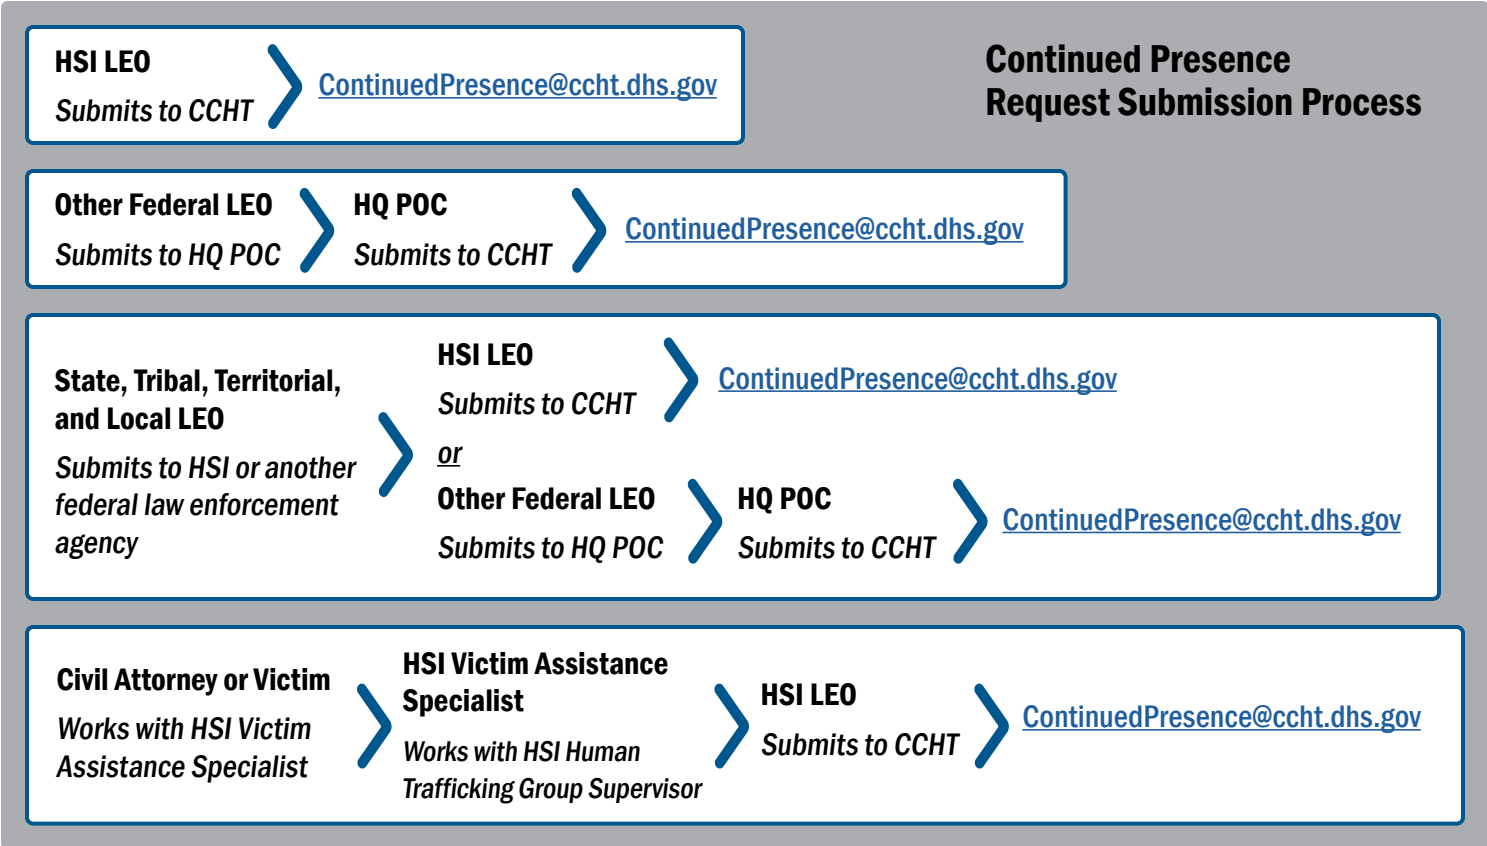 Continued Presence
Request Submission Process
HSI LEO
Submits to CCHT
ContinuedPresence@ccht.dhs.gov
Other Federal LEO
Submits to HQ POC
HQ POC
Submits to CCHT
ContinuedPresence@ccht.dhs.gov
State, Tribal, Territorial,
and Local LEO
Submits to HSI or another
federal law enforcement
agency
HSI LEO
Submits to CCHT
ContinuedPresence@ccht.dhs.gov
or
Other Federal LEO
Submits to HQ POC
HQ POC
Submits to CCHT
ContinuedPresence@ccht.dhs.gov
Civil Attorney or Victim
Works with HSI Victim
Assistance Specialist
HSI Victim Assistance
Specialist
Works with HSI Human
Trafficking Group Supervisor
HSI LEO
Submits to CCHT
ContinuedPresence@ccht.dhs.gov